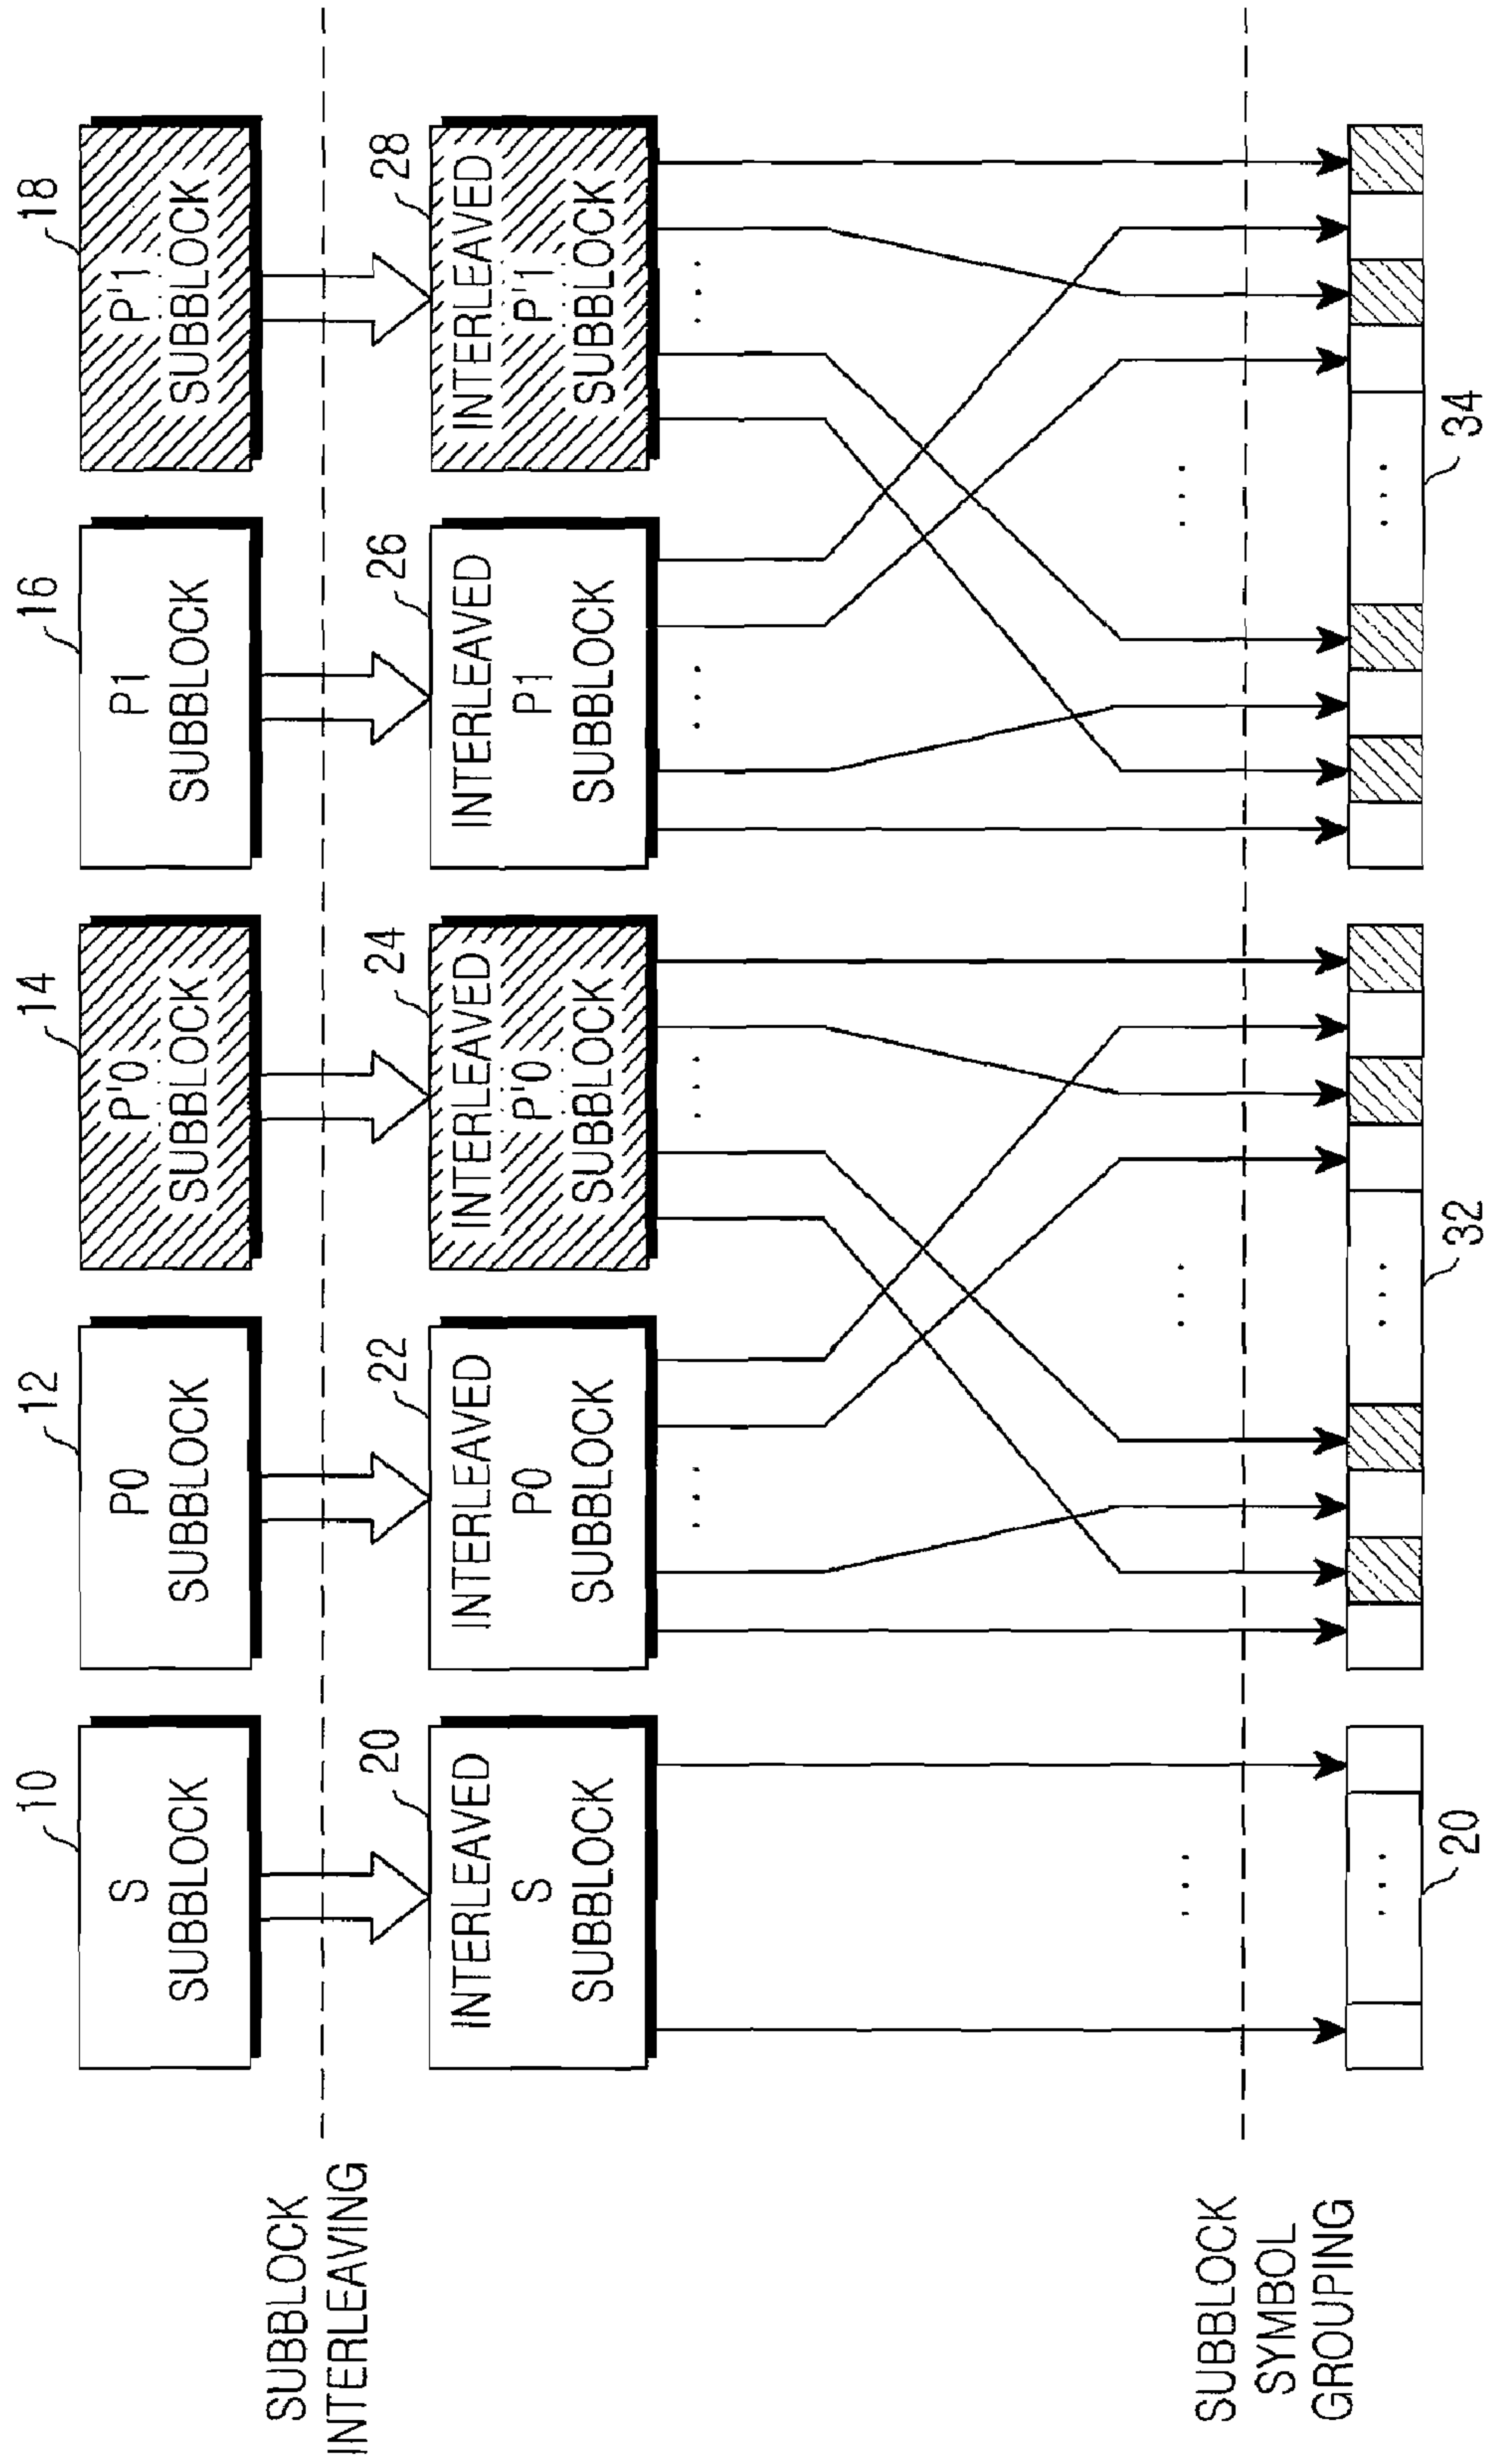 10
12
14
16
18
S
SUBBLOCK
P0
SUBBLOCK
P'0
SUBBLOCK
P1
SUBBLOCK
P'1
SUBBLOCK
SUBBLOCK
INTERLEAVING
20
22
24
26
28
INTERLEAVED
S
SUBBLOCK
INTERLEAVED
P0
SUBBLOCK
INTERLEAVED
P'0
SUBBLOCK
INTERLEAVED
P1
SUBBLOCK
INTERLEAVED
P'1
SUBBLOCK
SUBBLOCK
SYMBOL
GROUPING
20
32
34